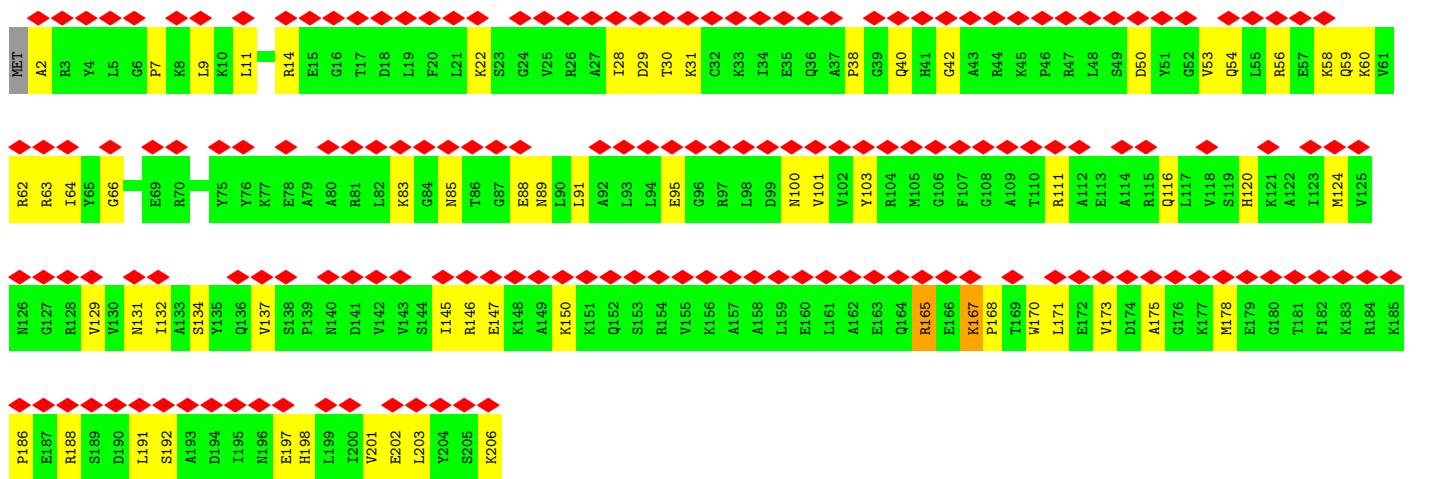 MET A2 R3 Y4 L5 G6 P7 K8 L9 K10 L11 R14 E15 G16 T17 D18 L19 F20 L21 K22 S23 G24 V25 R26 A27 I28 D29 T30 K31 C32 K33 I34 E35 Q36 A37 P38 G39 Q40 H41 G42 A43 R44 K45 P46 R47 L48 S49 D50 Y51 G52 V53 Q54 L55 R56 E57 K58 Q59 K60 V61
R62 R63 I64 Y65 G66 E69 R70 Y75 Y76 K77 E78 A79 A80 R81 L82 K83 G84 N85 T86 G87 E88 N89 L90 L91 A92 L93 L94 E95 G96 R97 L98 D99 N100 V101 V102 Y103 R104 M105 G106 F107 G108 A109 T110 R111 A112 E113 A114 R115 Q116 L117 V118 S119 H120 K121 A122 I123 M124 V125
N126 G127 R128 V129 V130 N131 I132 A133 S134 Y135 Q136 V137 S138 P139 N140 D141 V142 V143 S144 I145 R146 E147 K148 A149 K150 K151 Q152 S153 R154 V155 K156 A157 A158 L159 E160 L161 A162 E163 Q164 R165 E166 K167 P168 T169 W170 L171 E172 V173 D174 A175 G176 K177 M178 E179 G180 T181 F182 K183 R184 K185
P186 E187 R188 S189 D190 L191 S192 A193 D194 I195 N196 E197 H198 L199 I200 V201 E202 L203 Y204 S205 K206